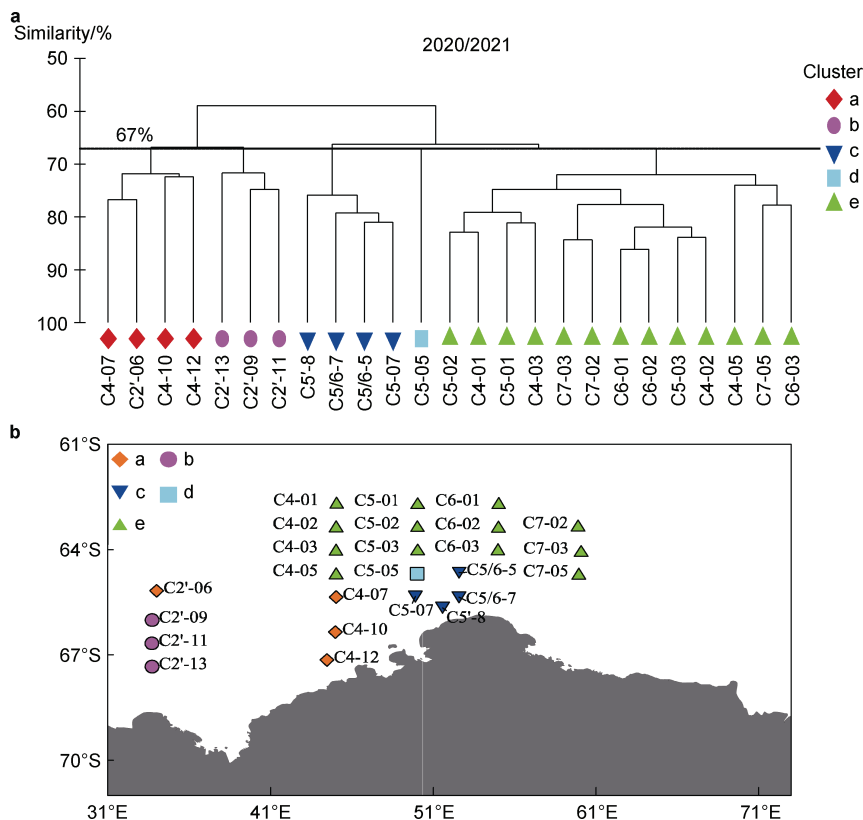 a
Similarity/%
2020/2021
50
60
70
80
90
100
67%
Cluster
a
b
c
d
e
C4-07
C2'-06
C4-10
C4-12
C2'-13
C2'-09
C2'-11
C5'-8
C5/6-7
C5/6-5
C5-07
C5-05
C5-02
C4-01
C5-01
C4-03
C7-03
C7-02
C6-01
C6-02
C5-03
C4-02
C4-05
C7-05
C6-03
b
61°S
64°S
67°S
70°S
a b
c d
e
C4-01 C5-01 C6-01
C4-02 C5-02 C6-02 C7-02
C4-03 C5-03 C6-03 C7-03
C4-05 C5-05 C5/6-5 C7-05
C2'-06 C4-07 C5-07 C5/6-7
C2'-09 C5'-8
C4-10
C2'-11
C4-12
C2'-13
31°E 41°E 51°E 61°E 71°E